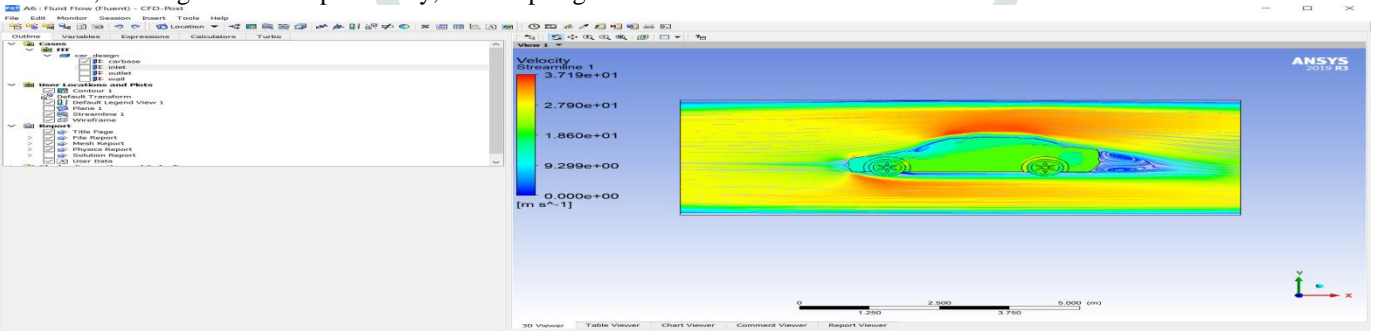 A6 : Fluid Flow (Fluent) - CFD-Post
File Edit Monitor Session Insert Tools Help
Location
Outline Variables Expressions Calculators Turbo
Cases
FFF
car_design
carbase
inlet
outlet
wall
User Locations and Plots
Contour 1
Default Transform
Default Legend View 1
Plane 1
Streamline 1
Wireframe
Report
Title Page
File Report
Mesh Report
Physics Report
Solution Report
User Data
View 1
Velocity
Streamline 1
3.719e+01
2.790e+01
1.860e+01
9.299e+00
0.000e+00
[m s^-1]
ANSYS
2019 R3
Y
X
0 2.500 5.000 (m)
1.250 3.750
3D Viewer Table Viewer Chart Viewer Comment Viewer Report Viewer